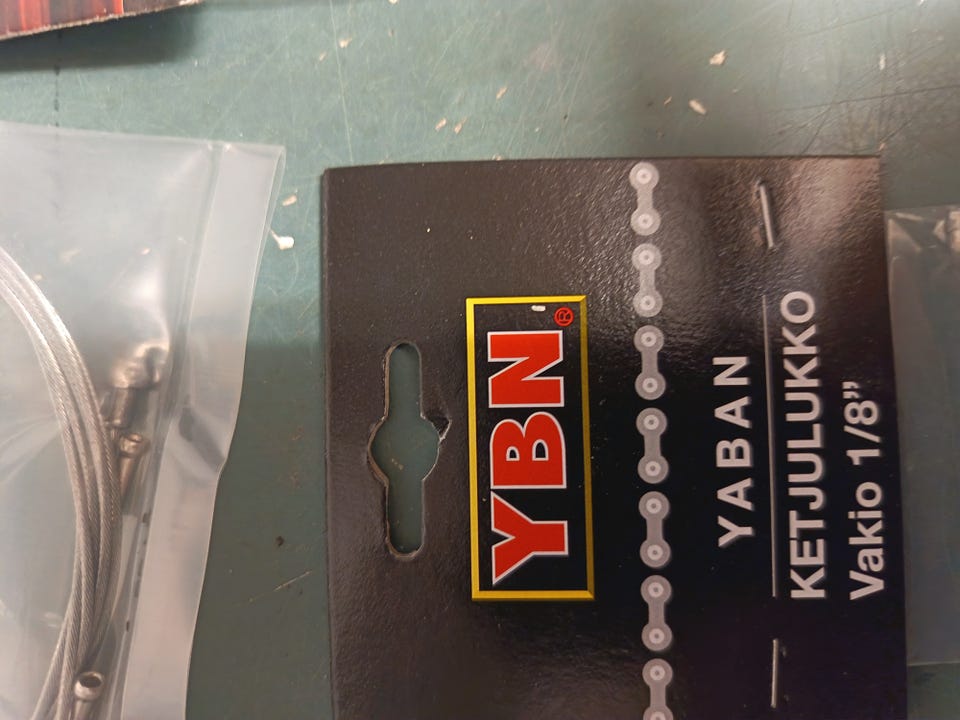 YBN®
YABAN
KETJULUKKO
Vakio 1/8”